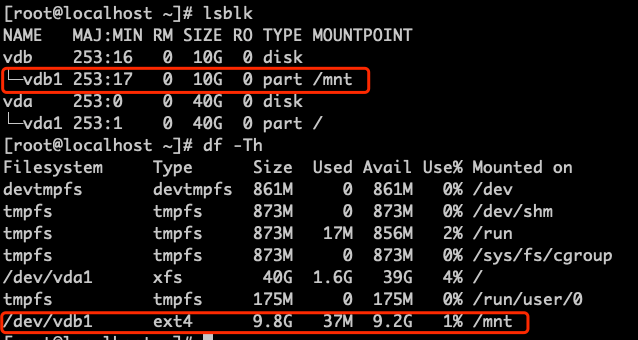 [root@localhost ~]# lsblk
NAME   MAJ:MIN RM SIZE RO TYPE MOUNTPOINT
vdb    253:16   0  10G  0 disk
└─vdb1 253:17   0  10G  0 part /mnt
vda    253:0    0  40G  0 disk
└─vda1 253:1    0  40G  0 part /
[root@localhost ~]# df -Th
Filesystem     Type      Size  Used Avail Use% Mounted on
devtmpfs       devtmpfs  861M     0  861M   0% /dev
tmpfs          tmpfs     873M     0  873M   0% /dev/shm
tmpfs          tmpfs     873M   17M  856M   2% /run
tmpfs          tmpfs     873M     0  873M   0% /sys/fs/cgroup
/dev/vda1      xfs        40G  1.6G   39G   4% /
tmpfs          tmpfs     175M     0  175M   0% /run/user/0
/dev/vdb1      ext4      9.8G   37M  9.2G   1% /mnt